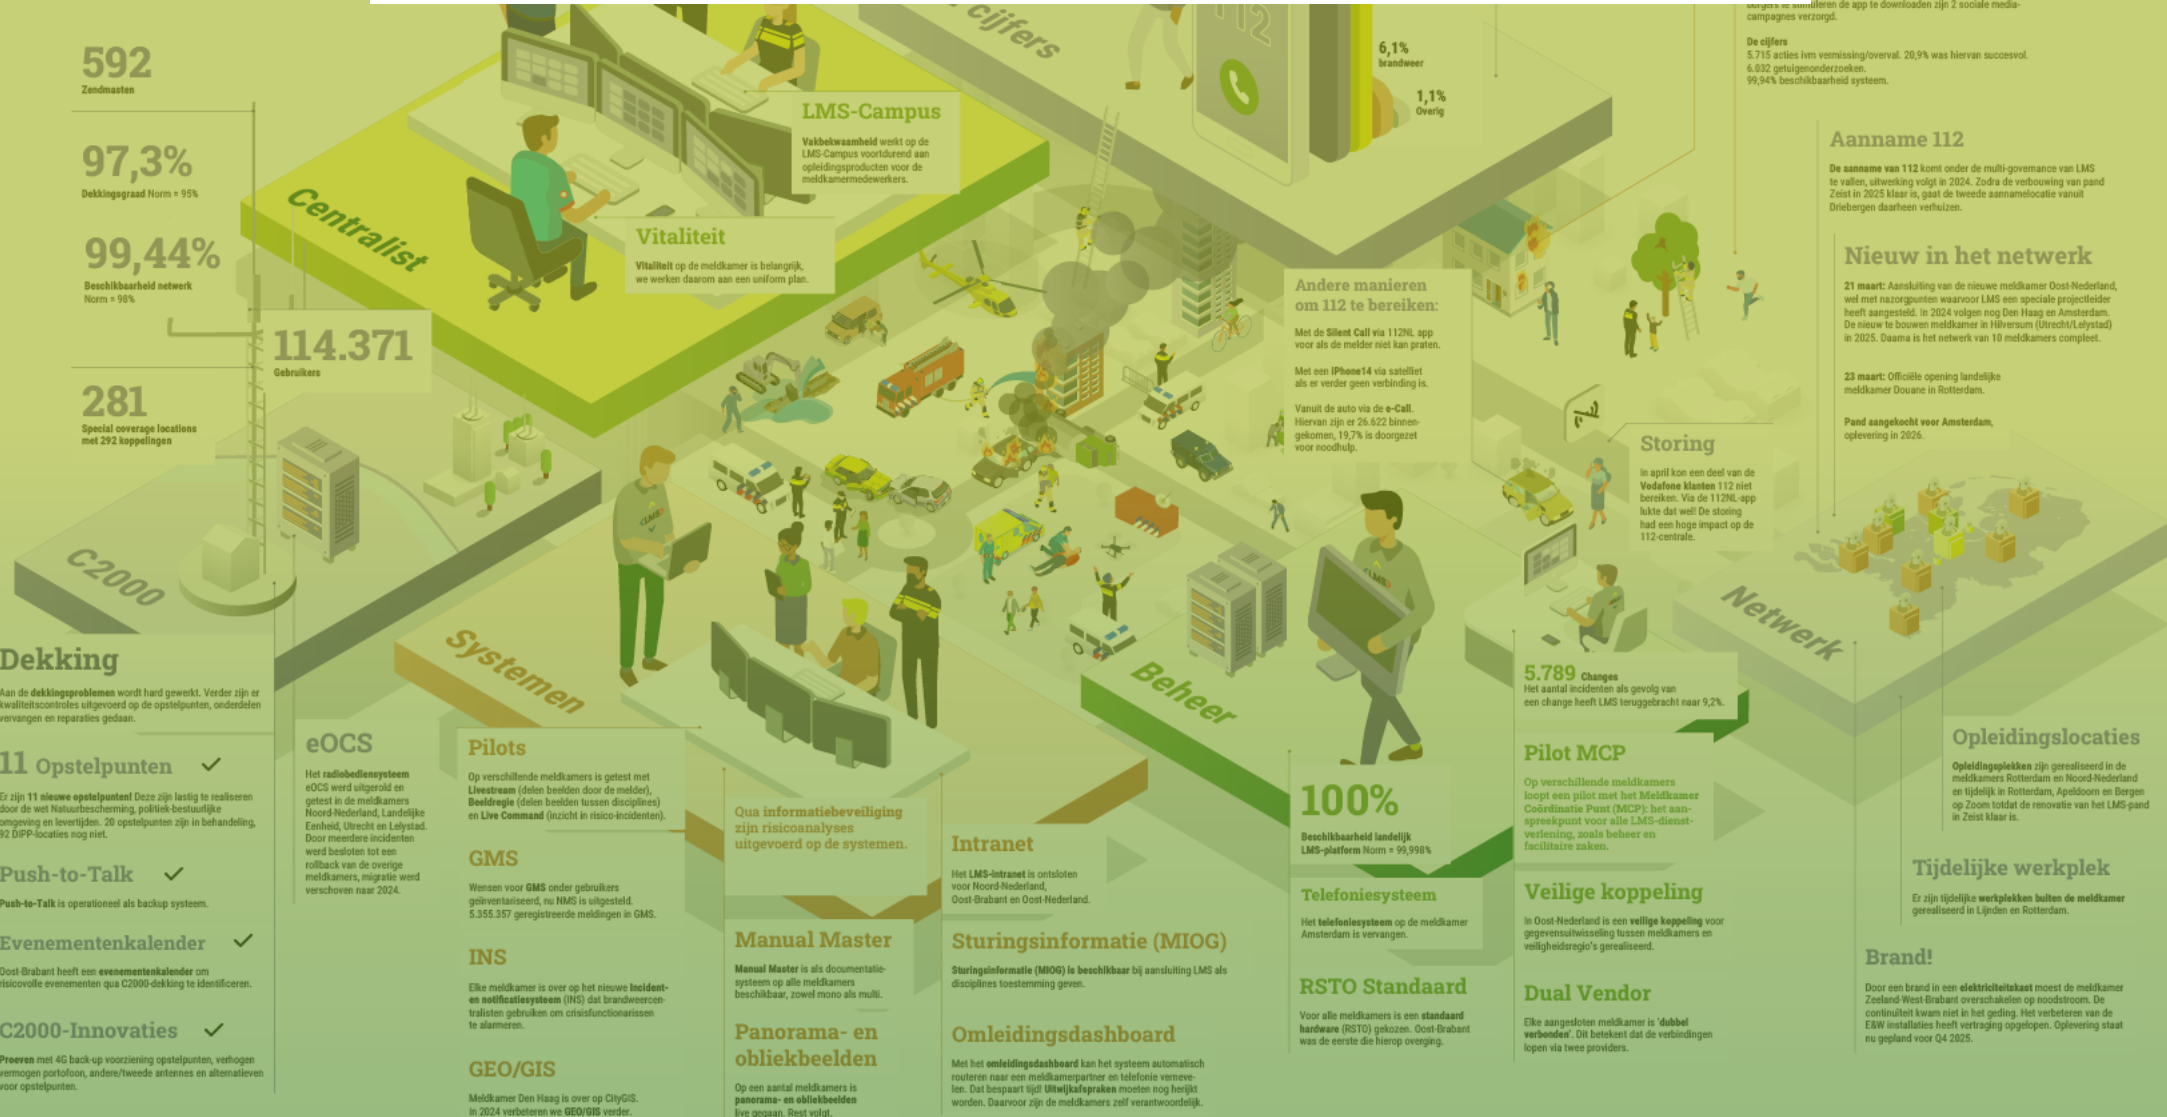 592
Zendmasten
97,3%
Dekkingsgraad Norm = 95%
99,44%
Beschikbaarheid netwerk
Norm = 98%
114.371
Gebruikers
281
Special coverage locations
met 292 koppelingen
C2000
Dekking
Aan de dekkingsproblemen wordt hard gewerkt. Verder zijn er
kwaliteitscontroles uitgevoerd op de opstelpunten, onderdelen
vervangen en reparaties gedaan.
11 Opstelpunten
Er zijn 11 nieuwe opstelpunten! Deze zijn lastig te realiseren
door de wet Natuurbescherming, politiek-bestuurlijke
omgeving en levertijden. 20 opstelpunten zijn in behandeling,
92 DIPP-locaties nog niet.
Push-to-Talk
Push-to-Talk is operationeel als backup systeem.
Evenementenkalender
Oost-Brabant heeft een evenementenkalender om
risicovolle evenementen qua C2000-dekking te identificeren.
C2000-Innovaties
Proeven met 4G back-up voorziening opstelpunten, verhogen
vermogen portofoon, andere/tweede antennes en alternatieven
voor opstelpunten.
eOCS
Het radiobediensysteem
eOCS werd uitgerold en
getest in de meldkamers
Noord-Nederland, Landelijke
Eenheid, Utrecht en Lelystad.
Door meerdere incidenten
werd besloten tot een
rollback van de overige
meldkamers, migratie werd
verschoven naar 2024.
Centralist
LMS-Campus
Vakbekwaamheid werkt op de
LMS-Campus voortdurend aan
opleidingsproducten voor de
meldkamermedewerkers.
Vitaliteit
Vitaliteit op de meldkamer is belangrijk,
we werken daarom aan een uniform plan.
Systemen
LMS
Pilots
Op verschillende meldkamers is getest met
Livestream (delen beelden door de melder),
Beeldregie (delen beelden tussen disciplines)
en Live Command (inzicht in risico-incidenten).
GMS
Wensen voor GMS onder gebruikers
geïnventariseerd, nu NMS is uitgesteld.
5.355.357 geregistreerde meldingen in GMS.
INS
Elke meldkamer is over op het nieuwe Incident-
en notificatiesysteem (INS) dat brandweercen-
tralisten gebruiken om crisisfunctionarissen
te alarmeren.
GEO/GIS
Meldkamer Den Haag is over op CityGIS.
In 2024 verbeteren we GEO/GIS verder.
Qua informatiebeveiliging
zijn risicoanalyses
uitgevoerd op de systemen.
Manual Master
Manual Master is als documentatie-
systeem op alle meldkamers
beschikbaar, zowel mono als multi.
Panorama- en
obliekbeelden
Op een aantal meldkamers is
panorama- en obliekbeelden
live gegaan. Rest volgt.
Intranet
Het LMS-intranet is ontsloten
voor Noord-Nederland,
Oost-Brabant en Oost-Nederland.
Sturingsinformatie (MIOG)
Sturingsinformatie (MIOG) is beschikbaar bij aansluiting LMS als
disciplines toestemming geven.
Omleidingsdashboard
Met het omleidingsdashboard kan het systeem automatisch
routeren naar een meldkamerpartner en telefonie verneve-
len. Dat bespaart tijd! Uitwijkafspraken moeten nog herijkt
worden. Daarvoor zijn de meldkamers zelf verantwoordelijk.
cijfers
112
6,1%
brandweer
1,1%
Overig
Andere manieren
om 112 te bereiken:
Met de Silent Call via 112NL app
voor als de melder niet kan praten.
Met een iPhone14 via satelliet
als er verder geen verbinding is.
Vanuit de auto via de e-Call.
Hiervan zijn er 26.622 binnen-
gekomen, 19,7% is doorgezet
voor noodhulp.
Beheer
LMS
100%
Beschikbaarheid landelijk
LMS-platform Norm = 99,998%
Telefoniesysteem
Het telefoniesysteem op de meldkamer
Amsterdam is vervangen.
RSTO Standaard
Voor alle meldkamers is een standaard
hardware (RSTO) gekozen. Oost-Brabant
was de eerste die hierop overging.
5.789 Changes
Het aantal incidenten als gevolg van
een change heeft LMS teruggebracht naar 9,2%.
Pilot MCP
Op verschillende meldkamers
loopt een pilot met het Meldkamer
Coördinatie Punt (MCP): het aan-
spreekpunt voor alle LMS-dienst-
verlening, zoals beheer en
facilitaire zaken.
Veilige koppeling
In Oost-Nederland is een veilige koppeling voor
gegevensuitwisseling tussen meldkamers en
veiligheidsregio's gerealiseerd.
Dual Vendor
Elke aangesloten meldkamer is 'dubbel
verbonden'. Dit betekent dat de verbindingen
lopen via twee providers.
Storing
In april kon een deel van de
Vodafone klanten 112 niet
bereiken. Via de 112NL-app
lukte dat wel! De storing
had een hoge impact op de
112-centrale.
burgers te stimuleren de app te downloaden zijn 2 sociale media-
campagnes verzorgd.
De cijfers
5.715 acties ivm vermissing/overval. 20,9% was hiervan succesvol.
6.032 getuigenonderzoeken.
99,94% beschikbaarheid systeem.
Aanname 112
De aanname van 112 komt onder de multi-governance van LMS
te vallen, uitwerking volgt in 2024. Zodra de verbouwing van pand
Zeist in 2025 klaar is, gaat de tweede aannamelocatie vanuit
Driebergen daarheen verhuizen.
Nieuw in het netwerk
21 maart: Aansluiting van de nieuwe meldkamer Oost-Nederland,
wel met nazorgpunten waarvoor LMS een speciale projectleider
heeft aangesteld. In 2024 volgen nog Den Haag en Amsterdam.
De nieuw te bouwen meldkamer in Hilversum (Utrecht/Lelystad)
in 2025. Daarna is het netwerk van 10 meldkamers compleet.
23 maart: Officiële opening landelijke
meldkamer Douane in Rotterdam.
Pand aangekocht voor Amsterdam,
oplevering in 2026.
Netwerk
Opleidingslocaties
Opleidingsplekken zijn gerealiseerd in de
meldkamers Rotterdam en Noord-Nederland
en tijdelijk in Rotterdam, Apeldoorn en Bergen
op Zoom totdat de renovatie van het LMS-pand
in Zeist klaar is.
Tijdelijke werkplek
Er zijn tijdelijke werkplekken buiten de meldkamer
gerealiseerd in Lijnden en Rotterdam.
Brand!
Door een brand in een elektriciteitskast moest de meldkamer
Zeeland-West-Brabant overschakelen op noodstroom. De
continuïteit kwam niet in het geding. Het verbeteren van de
E&W installaties heeft vertraging opgelopen. Oplevering staat
nu gepland voor Q4 2025.